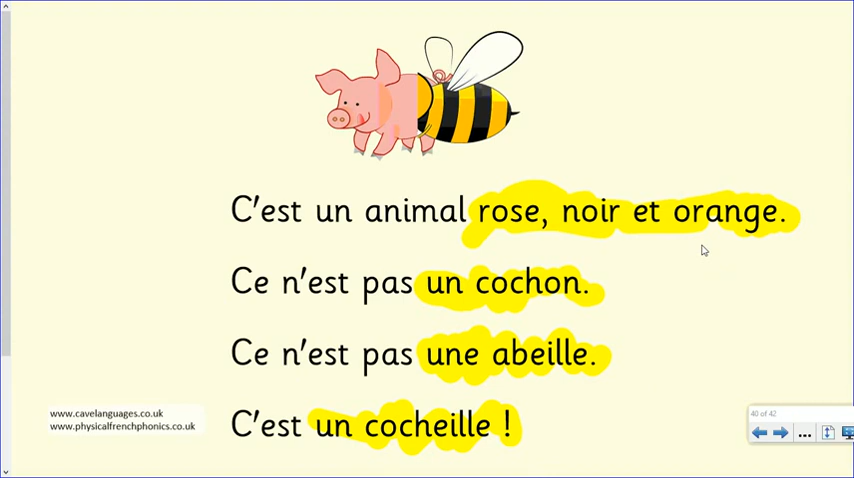 C'est un animal rose, noir et orange.
Ce n'est pas un cochon.
Ce n'est pas une abeille.
C'est un cocheille !
www.cavelanguages.co.uk
www.physicalfrenchphonics.co.uk
40 of 42
...